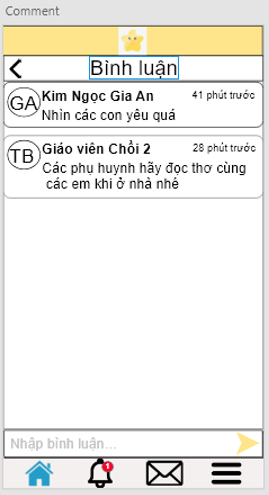 Comment
Bình luận
GA
Kim Ngọc Gia An
41 phút trước
Nhìn các con yêu quá
TB
Giáo viên Chồi 2
28 phút trước
Các phụ huynh hãy đọc thơ cùng
các em khi ở nhà nhé
Nhập bình luận...
1